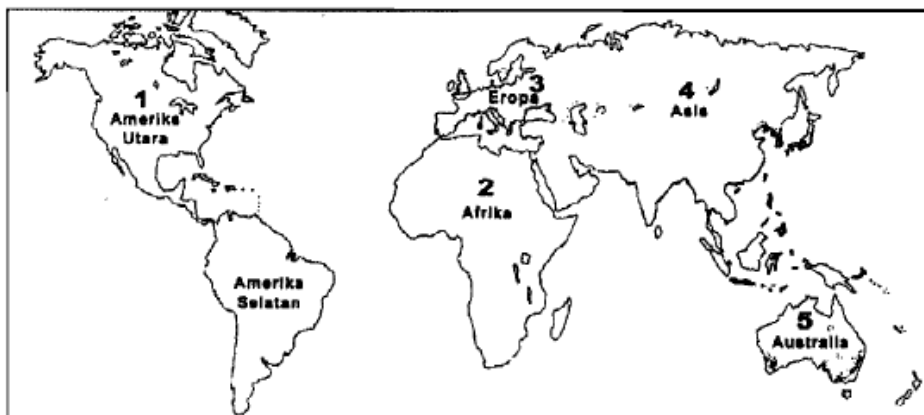 1
Amerika
Utara
3
Eropa
4
Asia
2
Afrika
Amerika
Selatan
5
Australia